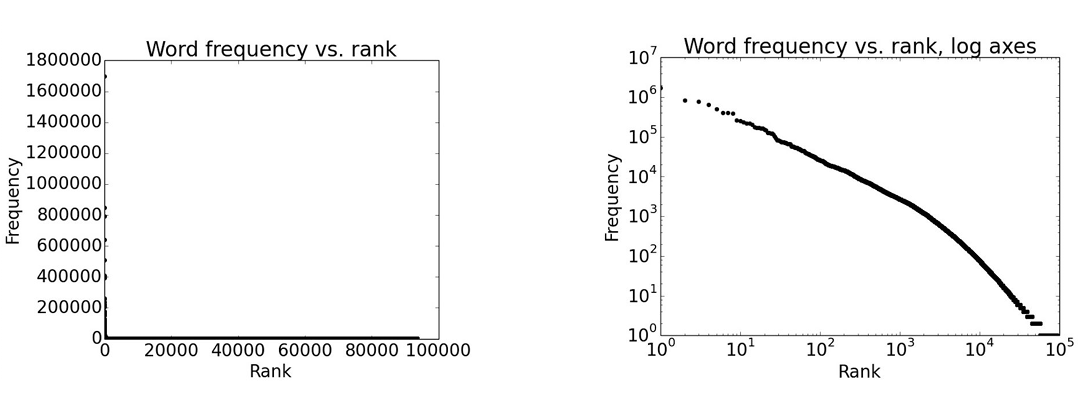 Word frequency vs. rank
1800000
1600000
1400000
1200000
1000000
800000
600000
400000
200000
0
Frequency
0 20000 40000 60000 80000 100000
Rank
Word frequency vs. rank, log axes
10^7
10^6
10^5
10^4
10^3
10^2
10^1
10^0
Frequency
10^0 10^1 10^2 10^3 10^4 10^5
Rank